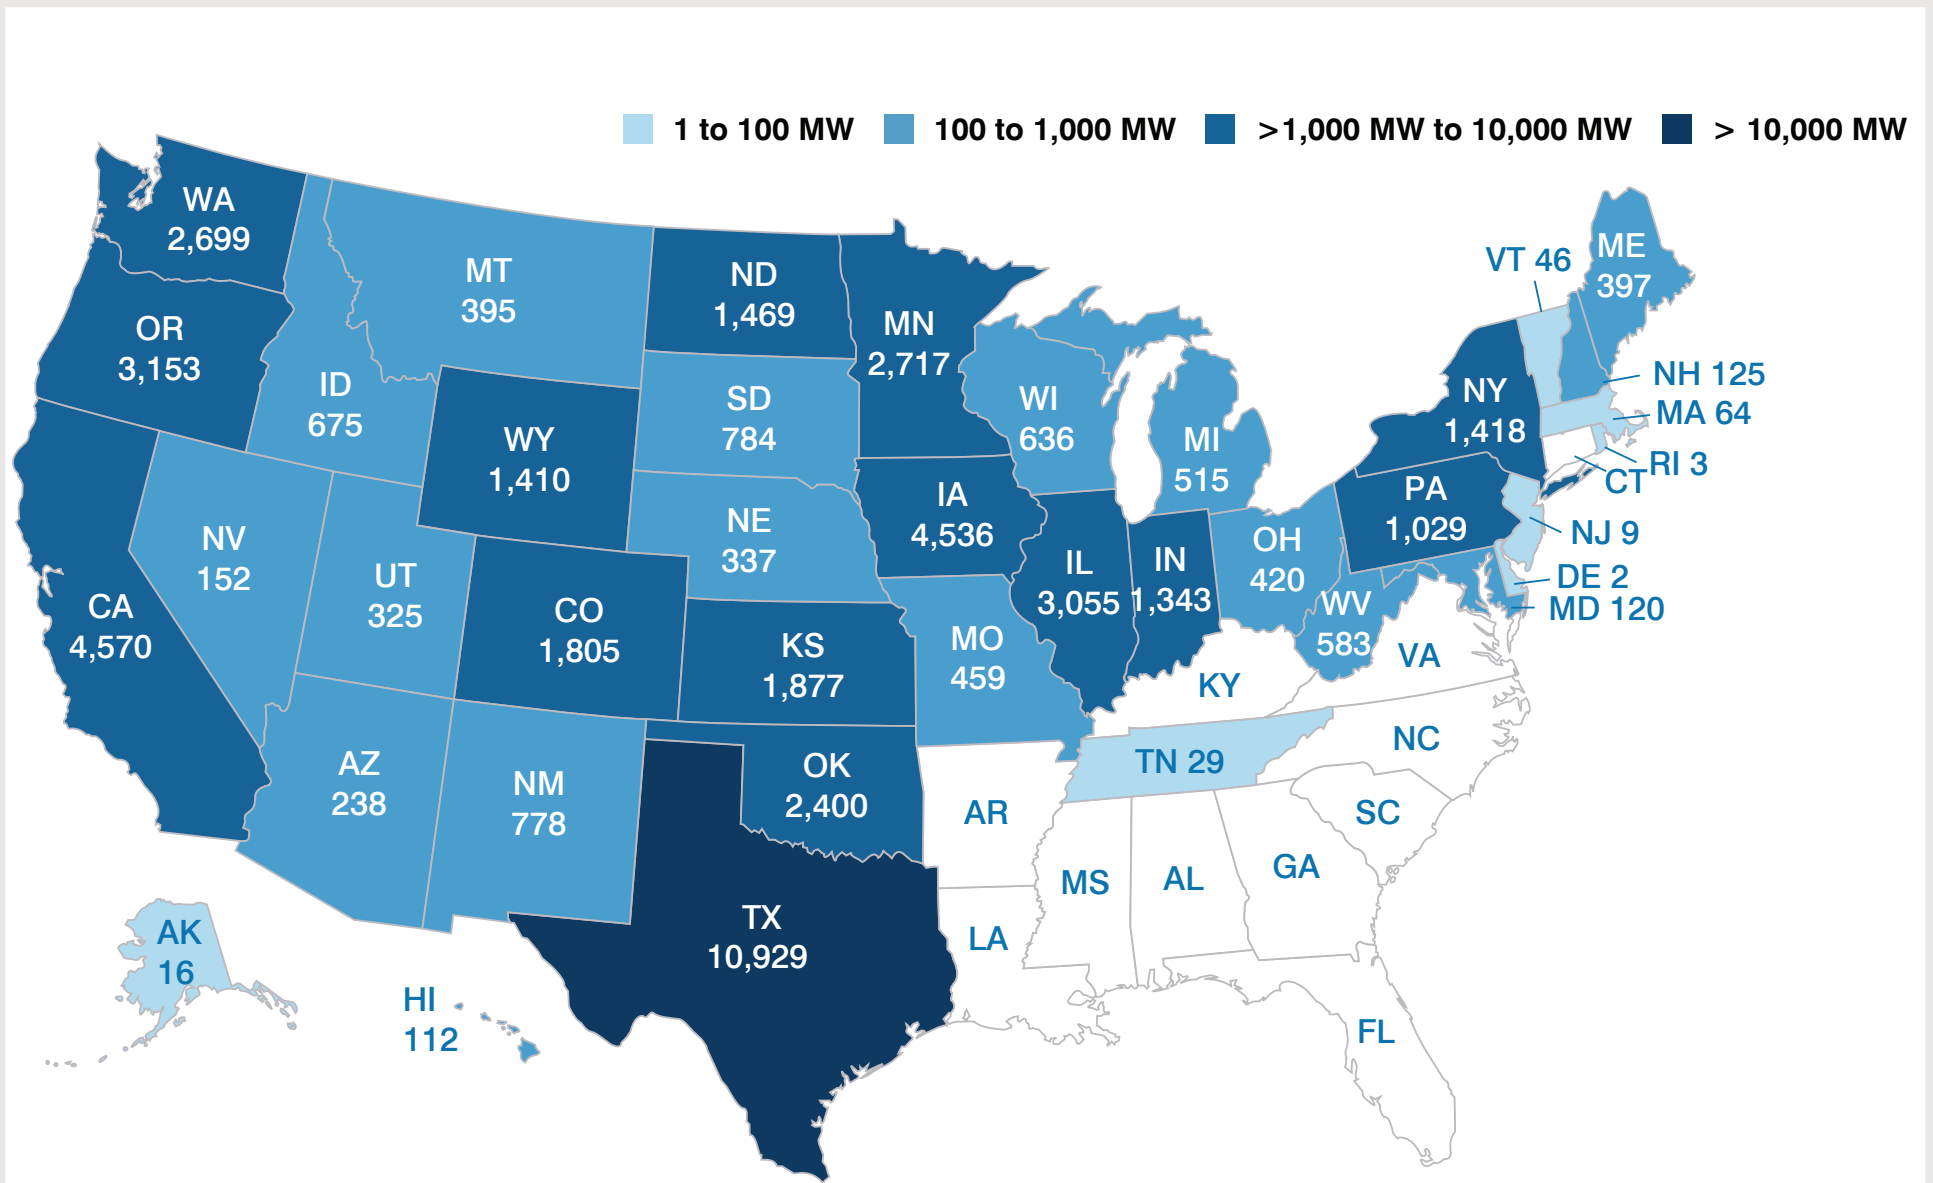 1 to 100 MW
100 to 1,000 MW
>1,000 MW to 10,000 MW
> 10,000 MW
WA
2,699
OR
3,153
CA
4,570
ID
675
NV
152
MT
395
WY
1,410
UT
325
CO
1,805
AZ
238
NM
778
ND
1,469
SD
784
NE
337
KS
1,877
OK
2,400
TX
10,929
MN
2,717
IA
4,536
MO
459
AR
LA
WI
636
IL
3,055
MI
515
IN
1,343
OH
420
KY
TN 29
MS
AL
GA
FL
SC
NC
VA
WV
583
PA
1,029
NY
1,418
VT 46
ME
397
NH 125
MA 64
RI 3
CT
NJ 9
DE 2
MD 120
AK
16
HI
112